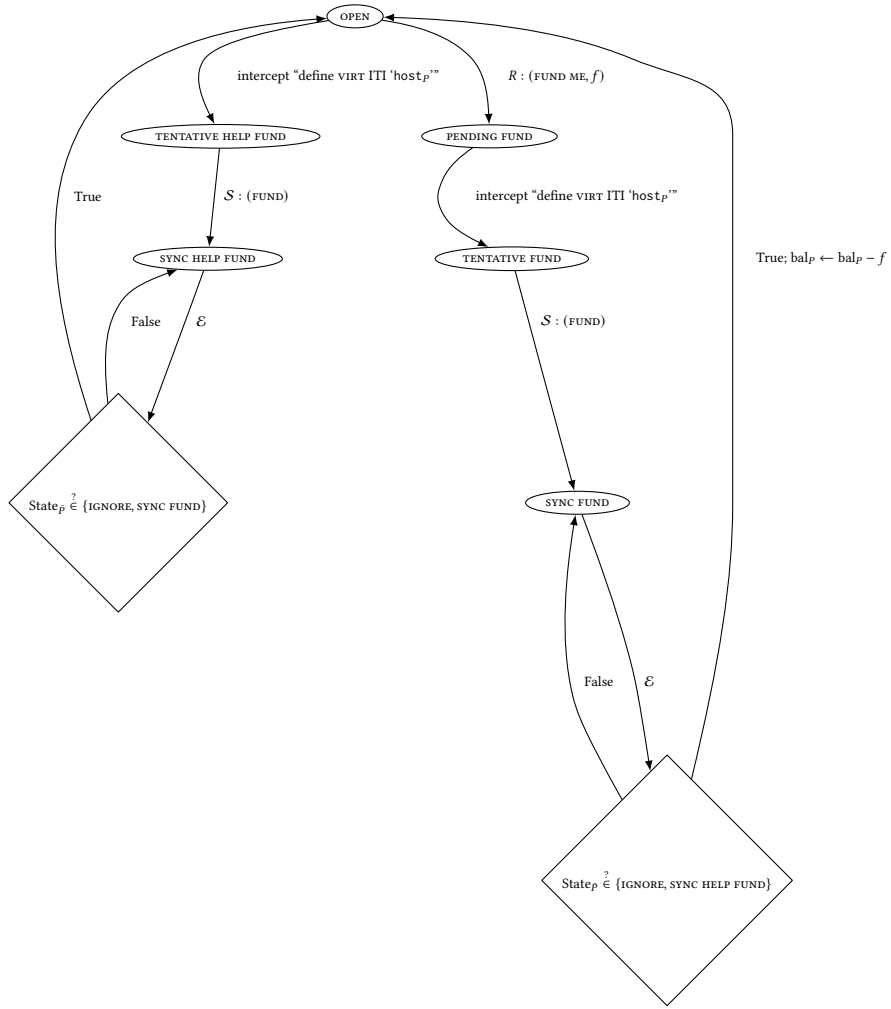 OPEN
intercept “define VIRT ITI ‘host_P’”
R : (FUND ME, f)
TENTATIVE HELP FUND
PENDING FUND
True
𝒮 : (FUND)
intercept “define VIRT ITI ‘host_P’”
SYNC HELP FUND
TENTATIVE FUND
True; bal_P ← bal_P − f
False
ℰ
𝒮 : (FUND)
State_P̄ ∈? {IGNORE, SYNC FUND}
SYNC FUND
False
ℰ
State_P̄ ∈? {IGNORE, SYNC HELP FUND}